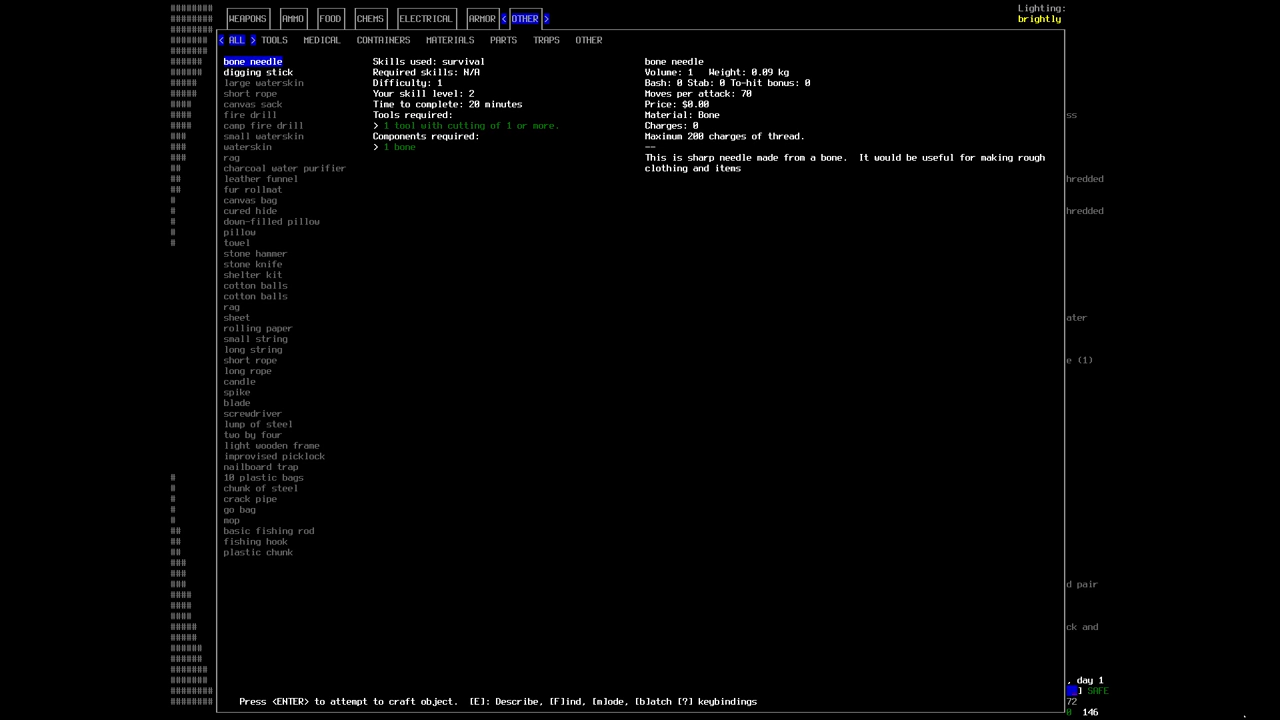 Lighting:
brightly
WEAPONS AMMO FOOD CHEMS ELECTRICAL ARMOR < OTHER >
< ALL > TOOLS MEDICAL CONTAINERS MATERIALS PARTS TRAPS OTHER
bone needle
digging stick
large waterskin
short rope
canvas sack
fire drill
camp fire drill
small waterskin
waterskin
rag
charcoal water purifier
leather funnel
fur rollmat
canvas bag
cured hide
down-filled pillow
pillow
towel
stone hammer
stone knife
shelter kit
cotton balls
cotton balls
rag
sheet
rolling paper
small string
long string
short rope
long rope
candle
spike
blade
screwdriver
lump of steel
two by four
light wooden frame
improvised picklock
nailboard trap
10 plastic bags
chunk of steel
crack pipe
go bag
mop
basic fishing rod
fishing hook
plastic chunk
Skills used: survival
Required skills: N/A
Difficulty: 1
Your skill level: 2
Time to complete: 20 minutes
Tools required:
> 1 tool with cutting of 1 or more.
Components required:
> 1 bone
bone needle
Volume: 1 Weight: 0.09 kg
Bash: 0 Stab: 0 To-hit bonus: 0
Moves per attack: 70
Price: $0.00
Material: Bone
Charges: 0
Maximum 200 charges of thread.
--
This is sharp needle made from a bone. It would be useful for making rough
clothing and items
ss
hredded
hredded
ater
e (1)
d pair
ck and
, day 1
] SAFE
72
0 146
Press <ENTER> to attempt to craft object. [E]: Describe, [F]ind, [m]ode, [b]atch [?] keybindings